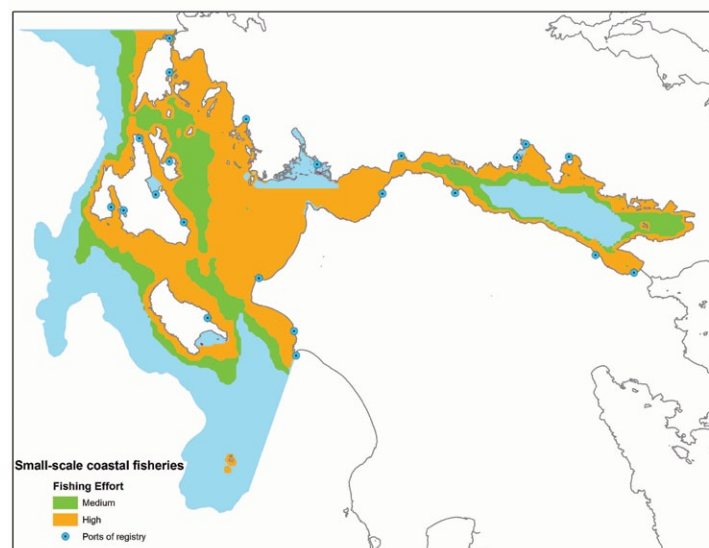 Small-scale coastal fisheries
Fishing Effort
Medium
High
Ports of registry